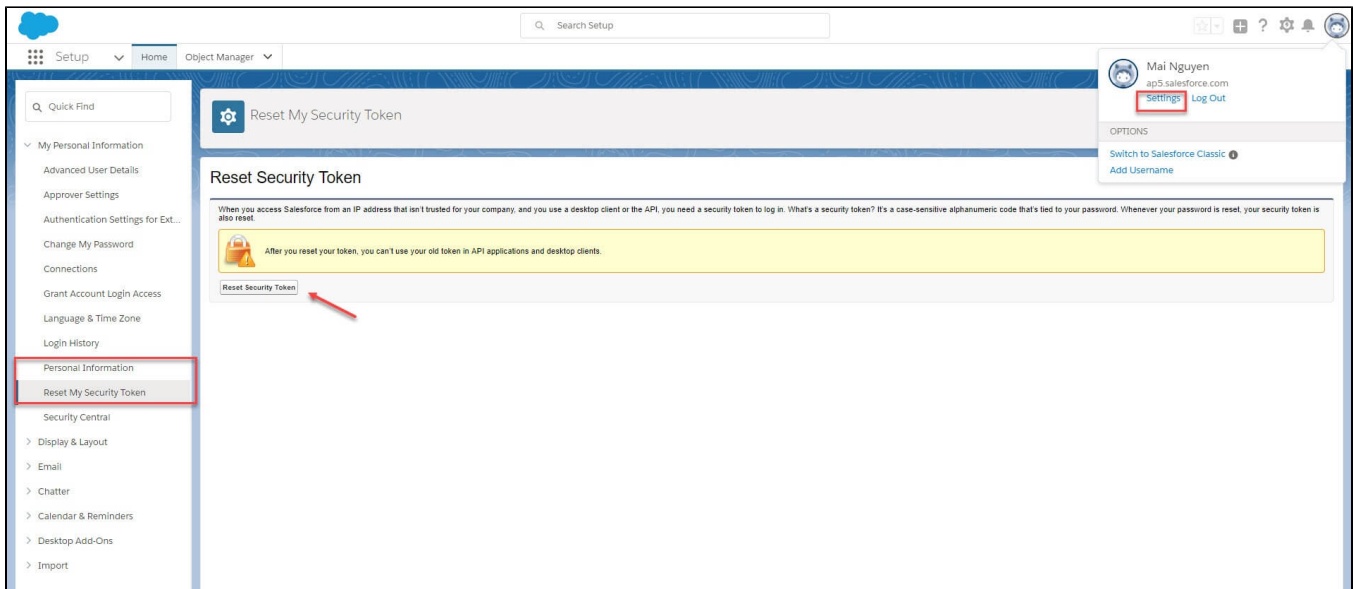 Search Setup
Setup
Home
Object Manager
Mai Nguyen
ap5.salesforce.com
Settings
Log Out
OPTIONS
Switch to Salesforce Classic
Add Username
Quick Find
My Personal Information
Advanced User Details
Approver Settings
Authentication Settings for Ext...
Change My Password
Connections
Grant Account Login Access
Language & Time Zone
Login History
Personal Information
Reset My Security Token
Security Central
Display & Layout
Email
Chatter
Calendar & Reminders
Desktop Add-Ons
Import
Reset My Security Token
Reset Security Token
When you access Salesforce from an IP address that isn't trusted for your company, and you use a desktop client or the API, you need a security token to log in. What's a security token? It's a case-sensitive alphanumeric code that's tied to your password. Whenever your password is reset, your security token is
also reset.
After you reset your token, you can't use your old token in API applications and desktop clients.
Reset Security Token